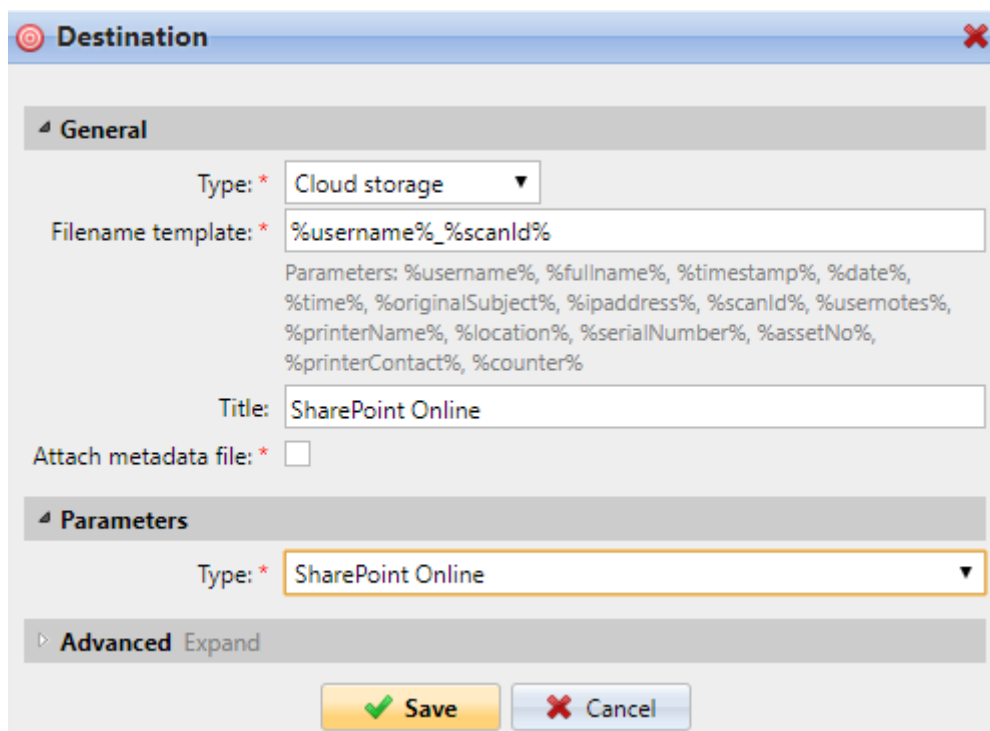 Destination
General
Type: * Cloud storage
Filename template: * %username%_%scanId%
Parameters: %username%, %fullname%, %timestamp%, %date%,
%time%, %originalSubject%, %ipaddress%, %scanId%, %usernotes%,
%printerName%, %location%, %serialNumber%, %assetNo%,
%printerContact%, %counter%
Title: SharePoint Online
Attach metadata file: *
Parameters
Type: * SharePoint Online
Advanced Expand
Save Cancel